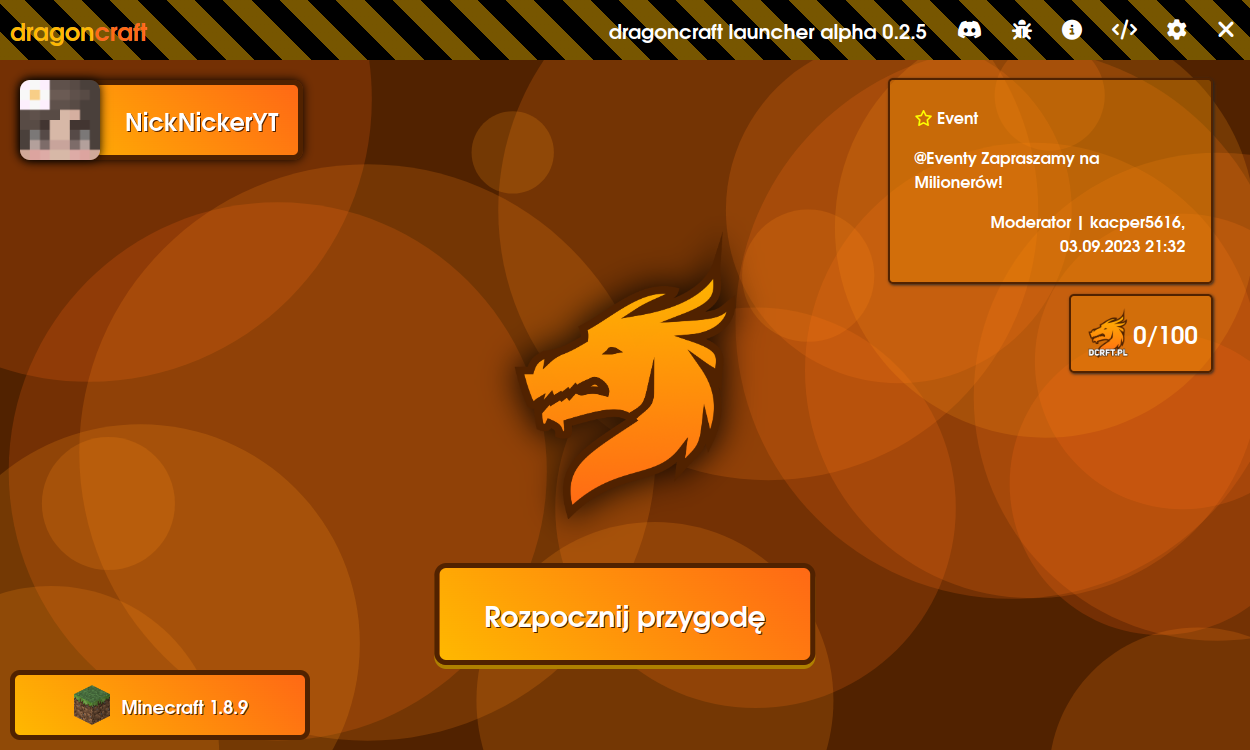 dragoncraft
dragoncraft launcher alpha 0.2.5
NickNickerYT
Event
@Eventy Zapraszamy na
Milionerów!
Moderator | kacper5616,
03.09.2023 21:32
DCRFT.PL
0/100
Rozpocznij przygodę
Minecraft 1.8.9